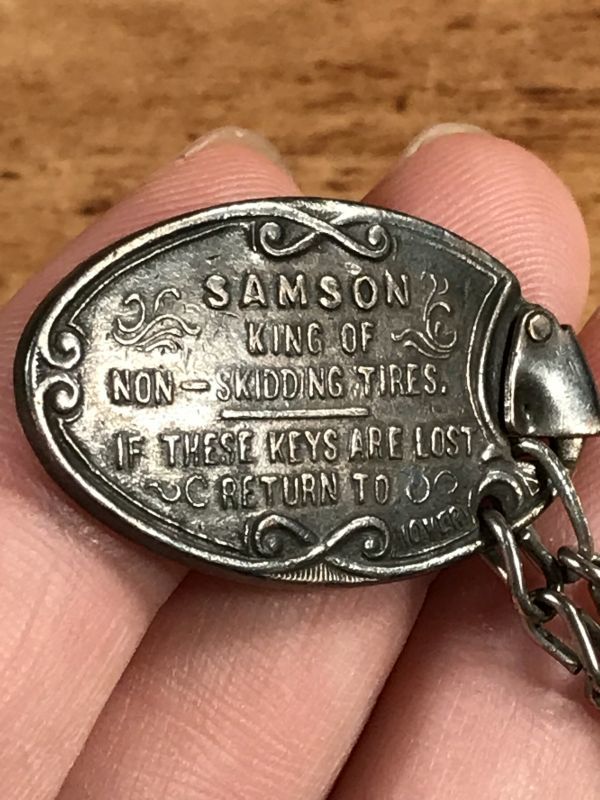 SAMSON
KING OF
NON-SKIDDING TIRES.
IF THESE KEYS ARE LOST
RETURN TO
(OVER)